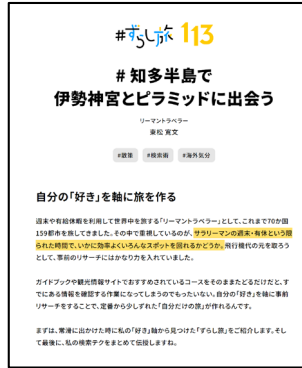 #ずらし旅 113
# 知多半島で
伊勢神宮とピラミッドに出会う
リーマントラベラー
東松 寛文
#散策 #検索術 #海外気分
自分の「好き」を軸に旅を作る
週末や有給休暇を利用して世界中を旅する「リーマントラベラー」として、これまで70か国
159都市を旅してきました。その中で重視しているのが、サラリーマンの週末・有休という限
られた時間で、いかに効率よくいろんなスポットを回れるかどうか。飛行機代の元を取ろう
として、事前のリサーチにはかなり力を入れていました。
ガイドブックや観光情報サイトでおすすめされているコースをそのままたどるだけだと、す
でにある情報を確認する作業になってしまうのでもったいない。自分の「好き」を軸に事前
リサーチをすることで、定番から少しずれた「自分だけの旅」が作れるんです。
まずは、常滑に出かけた時に私の「好き」軸から見つけた「ずらし旅」をご紹介します。そし
て最後に、私の検索テクをまとめて伝授しますね。